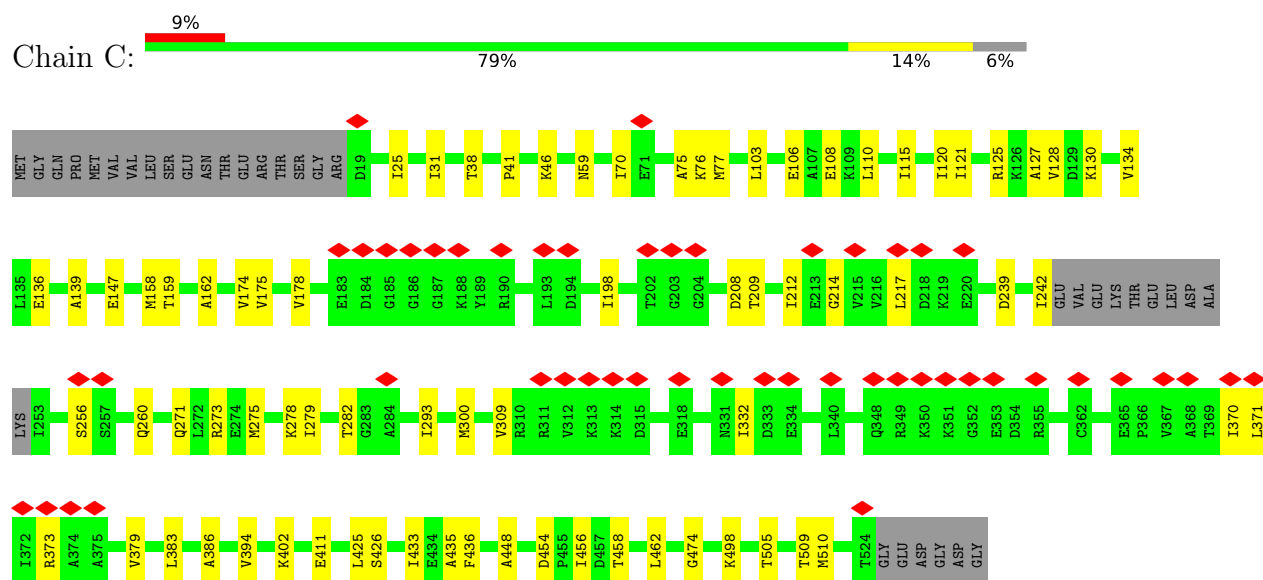 9%
Chain C:
79% 14% 6%
MET GLY GLN PRO MET VAL VAL LEU SER GLU ASN THR GLU ARG THR SER GLY ARG D19 I25 I31 T38 P41 K46 N59 I70 E71 A75 K76 M77 L103 E106 A107 E108 K109 L110 I115 I120 I121 R125 K126 A127 V128 D129 K130 V134
L135 E136 A139 E147 M158 T159 A162 V174 V175 V178 E183 D184 G185 G186 G187 K188 Y189 R190 L193 D194 I198 T202 G203 G204 D208 T209 I212 E213 G214 V215 V216 L217 D218 K219 E220 D239 I242 GLU VAL GLU LYS THR GLU LEU ASP ALA
LYS I253 S256 S257 Q260 Q271 L272 R273 E274 M275 K278 I279 T282 G283 A284 I293 M300 V309 R310 R311 V312 K313 K314 D315 E318 N331 I332 D333 E334 L340 Q348 R349 K350 K351 G352 E353 D354 R355 C362 E365 P366 V367 A368 T369 I370 L371
I372 R373 A374 A375 V379 L383 A386 V394 K402 E411 L425 S426 I433 E434 A435 F436 A448 D454 P455 I456 D457 T458 L462 G474 K498 T505 T509 M510 T524 GLY GLU ASP GLY ASP GLY